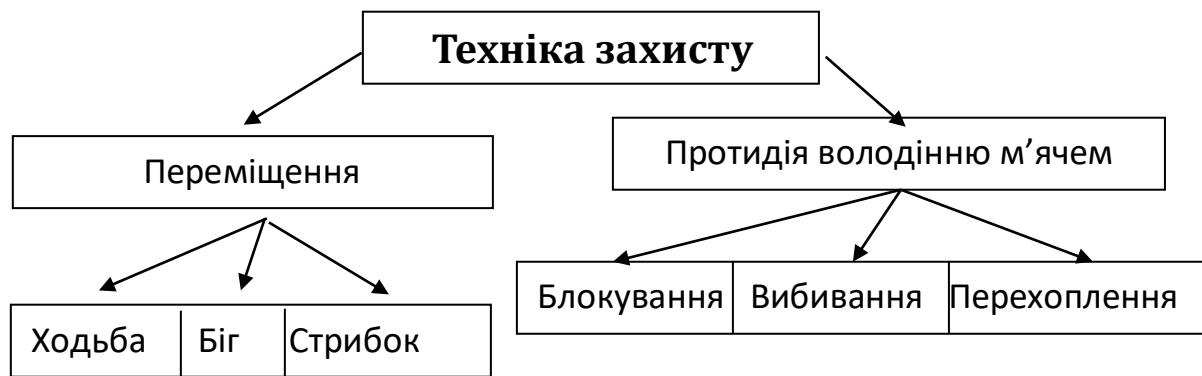 Техніка захисту
Переміщення
Протидія володінню м’ячем
Ходьба Біг Стрибок
Блокування Вибивання Перехоплення